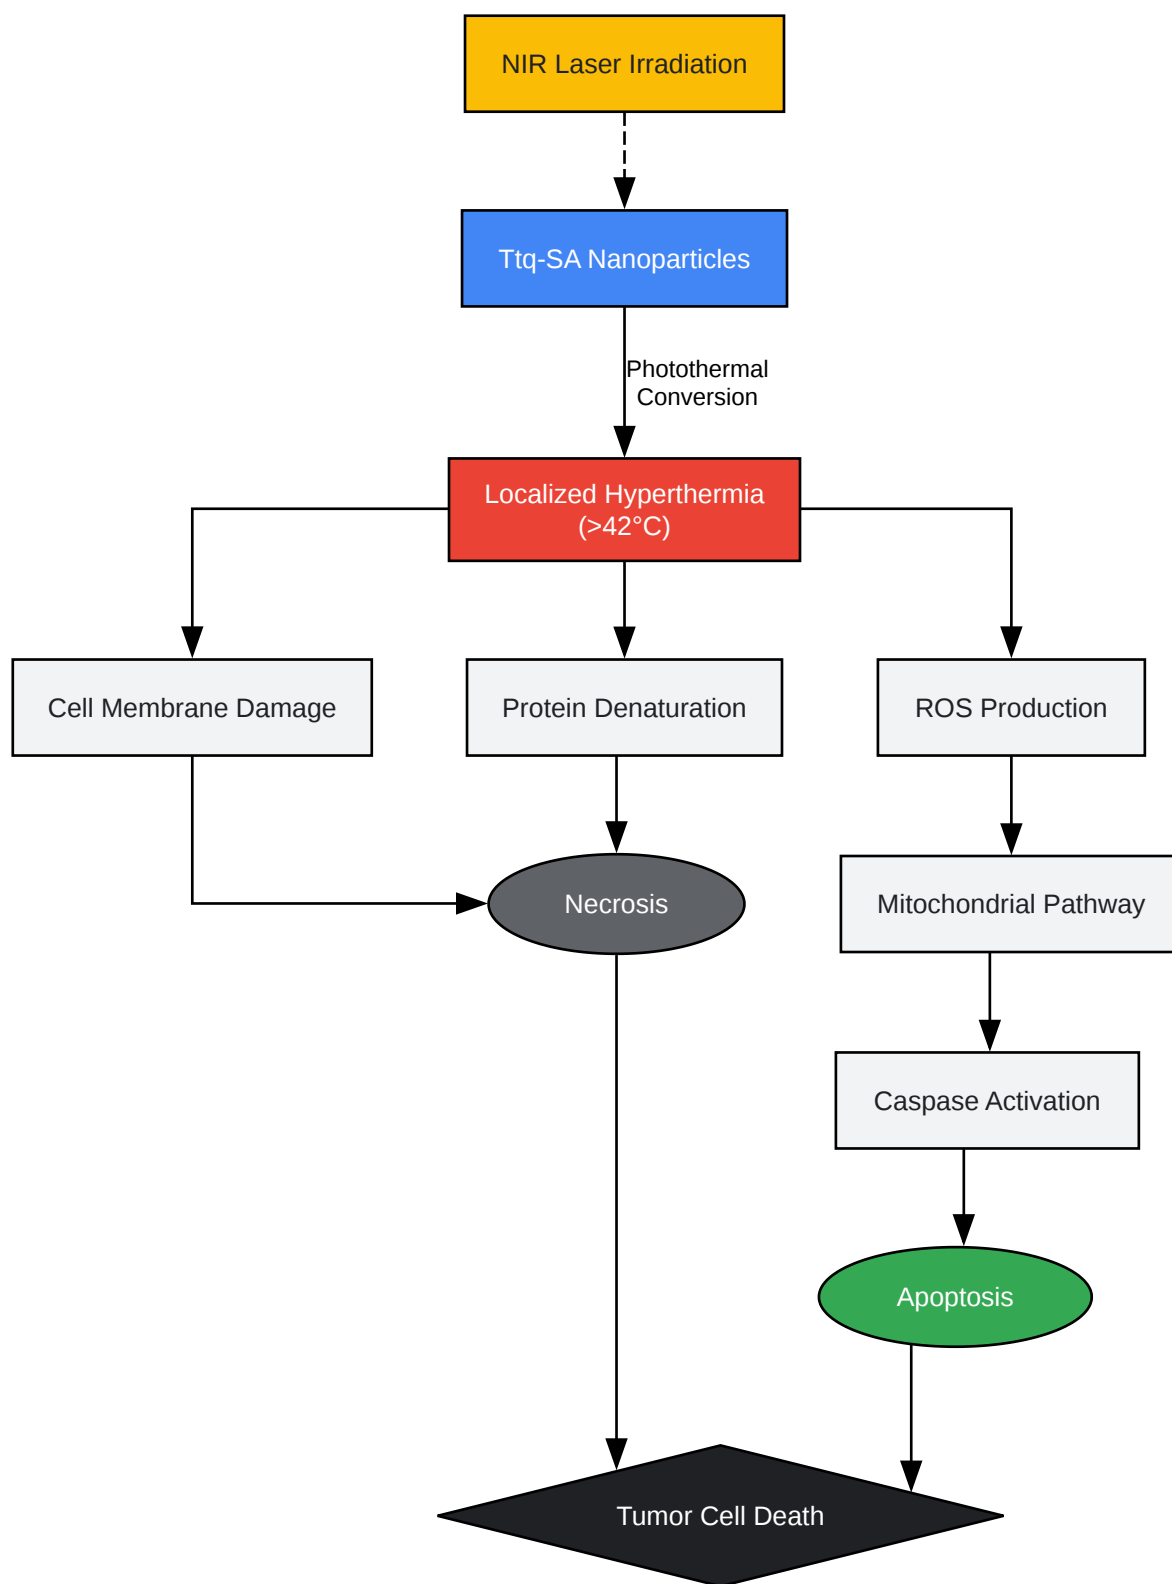 NIR Laser Irradiation
Ttq-SA Nanoparticles
Photothermal
Conversion
Localized Hyperthermia
(>42°C)
Cell Membrane Damage
Protein Denaturation
ROS Production
Necrosis
Mitochondrial Pathway
Caspase Activation
Apoptosis
Tumor Cell Death